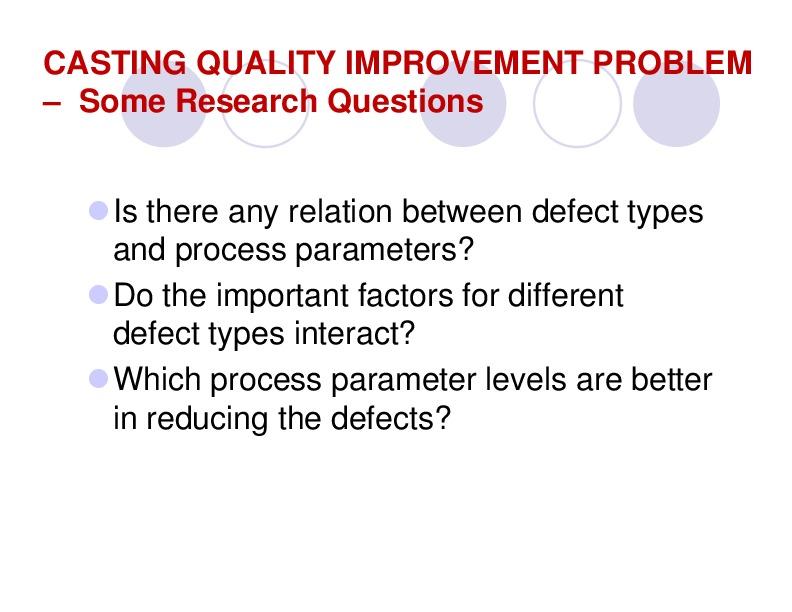 CASTING QUALITY IMPROVEMENT PROBLEM
– Some Research Questions
Is there any relation between defect types
and process parameters?
Do the important factors for different
defect types interact?
Which process parameter levels are better
in reducing the defects?